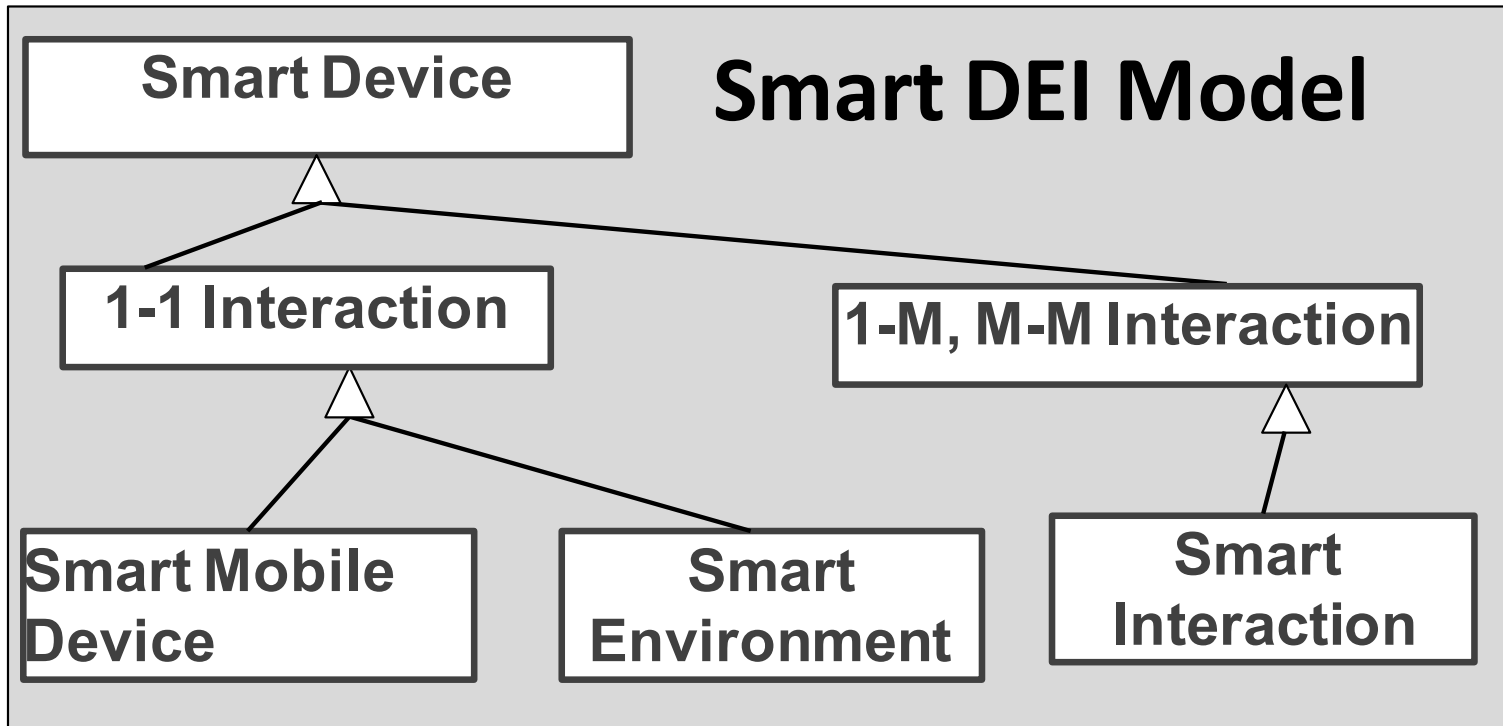 Smart Device
Smart DEI Model
1-1 Interaction
1-M, M-M Interaction
Smart Mobile
Device
Smart
Environment
Smart
Interaction